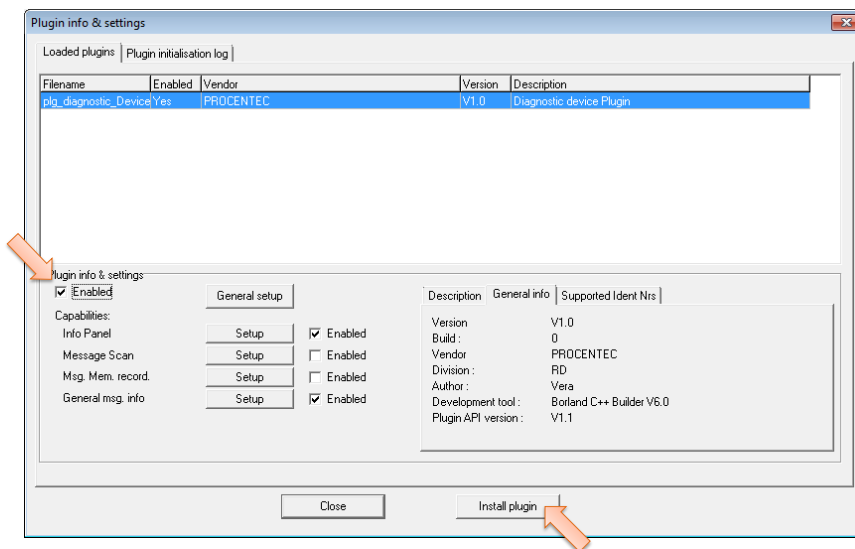 Plugin info & settings
Loaded plugins Plugin initialisation log
Filename Enabled Vendor Version Description
plg_diagnostic_Device Yes PROCENTEC V1.0 Diagnostic device Plugin
Plugin info & settings
Enabled General setup Description General info Supported Ident Nrs
Capabilities:
Info Panel Setup Enabled
Message Scan Setup Enabled
Msg. Mem. record. Setup Enabled
General msg. info Setup Enabled
Version V1.0
Build : 0
Vendor PROCENTEC
Division : RD
Author : Vera
Development tool : Borland C++ Builder V6.0
Plugin API version : V1.1
Close Install plugin